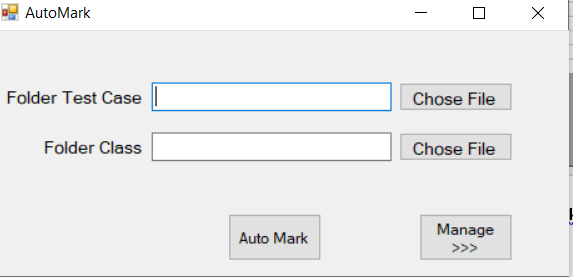 AutoMark
Folder Test Case
Chose File
Folder Class
Chose File
Auto Mark
Manage
>>>